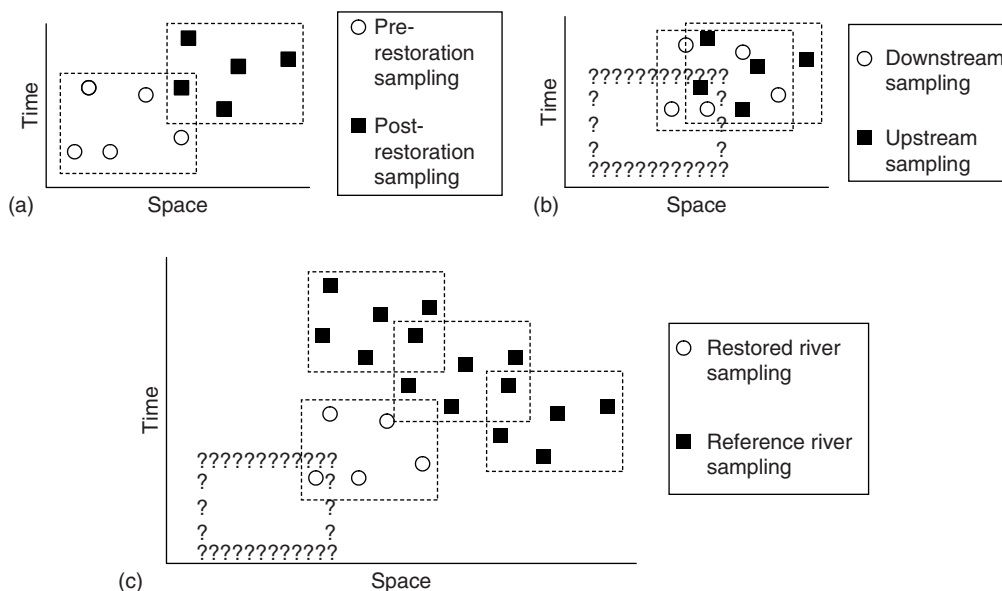 Time
Space
(a)
Pre-
restoration
sampling
Post-
restoration
sampling
????????????
? ?
? ?
? ?
????????????
Time
Space
(b)
Downstream
sampling
Upstream
sampling
????????????
? ?
? ?
? ?
????????????
Time
Space
(c)
Restored river
sampling
Reference river
sampling